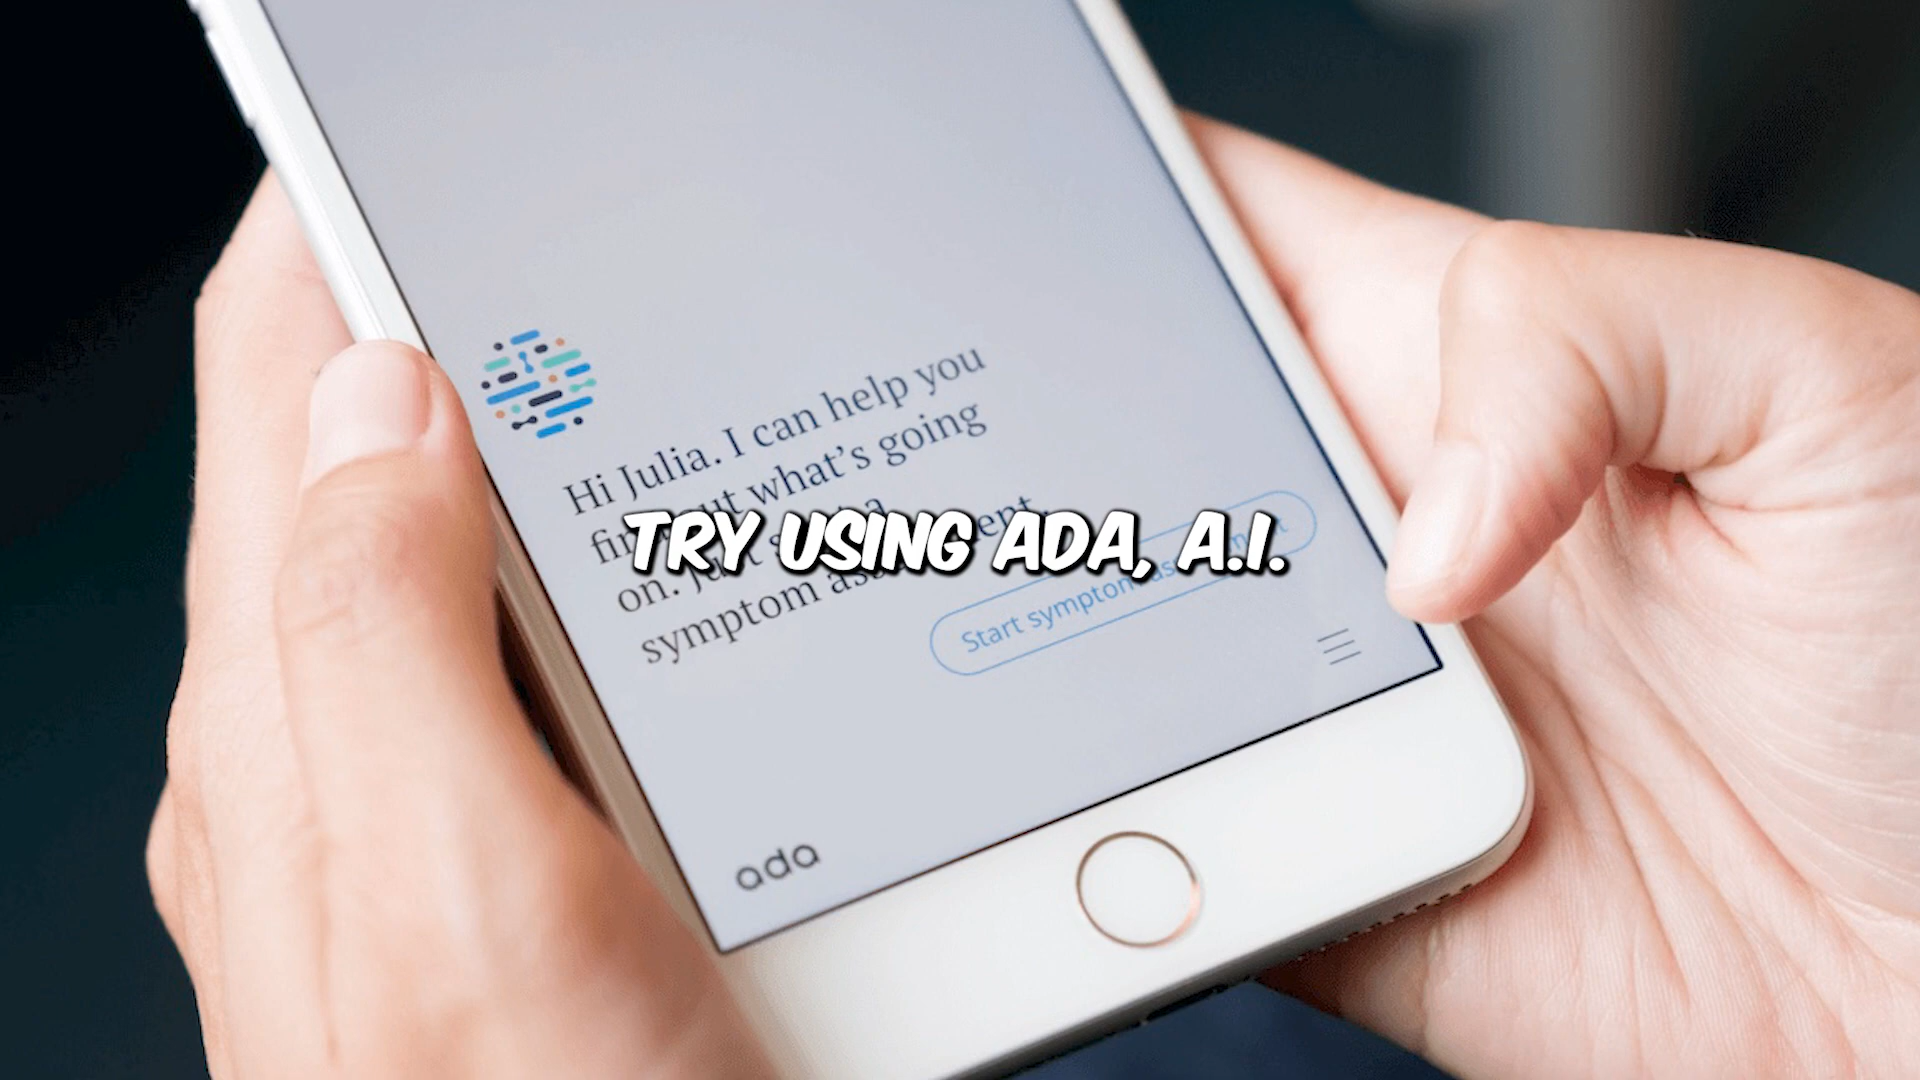 Hi Julia. I can help you
what's going
on.
symptom
TRY USING ADA, A.I.
Start symptom
ada